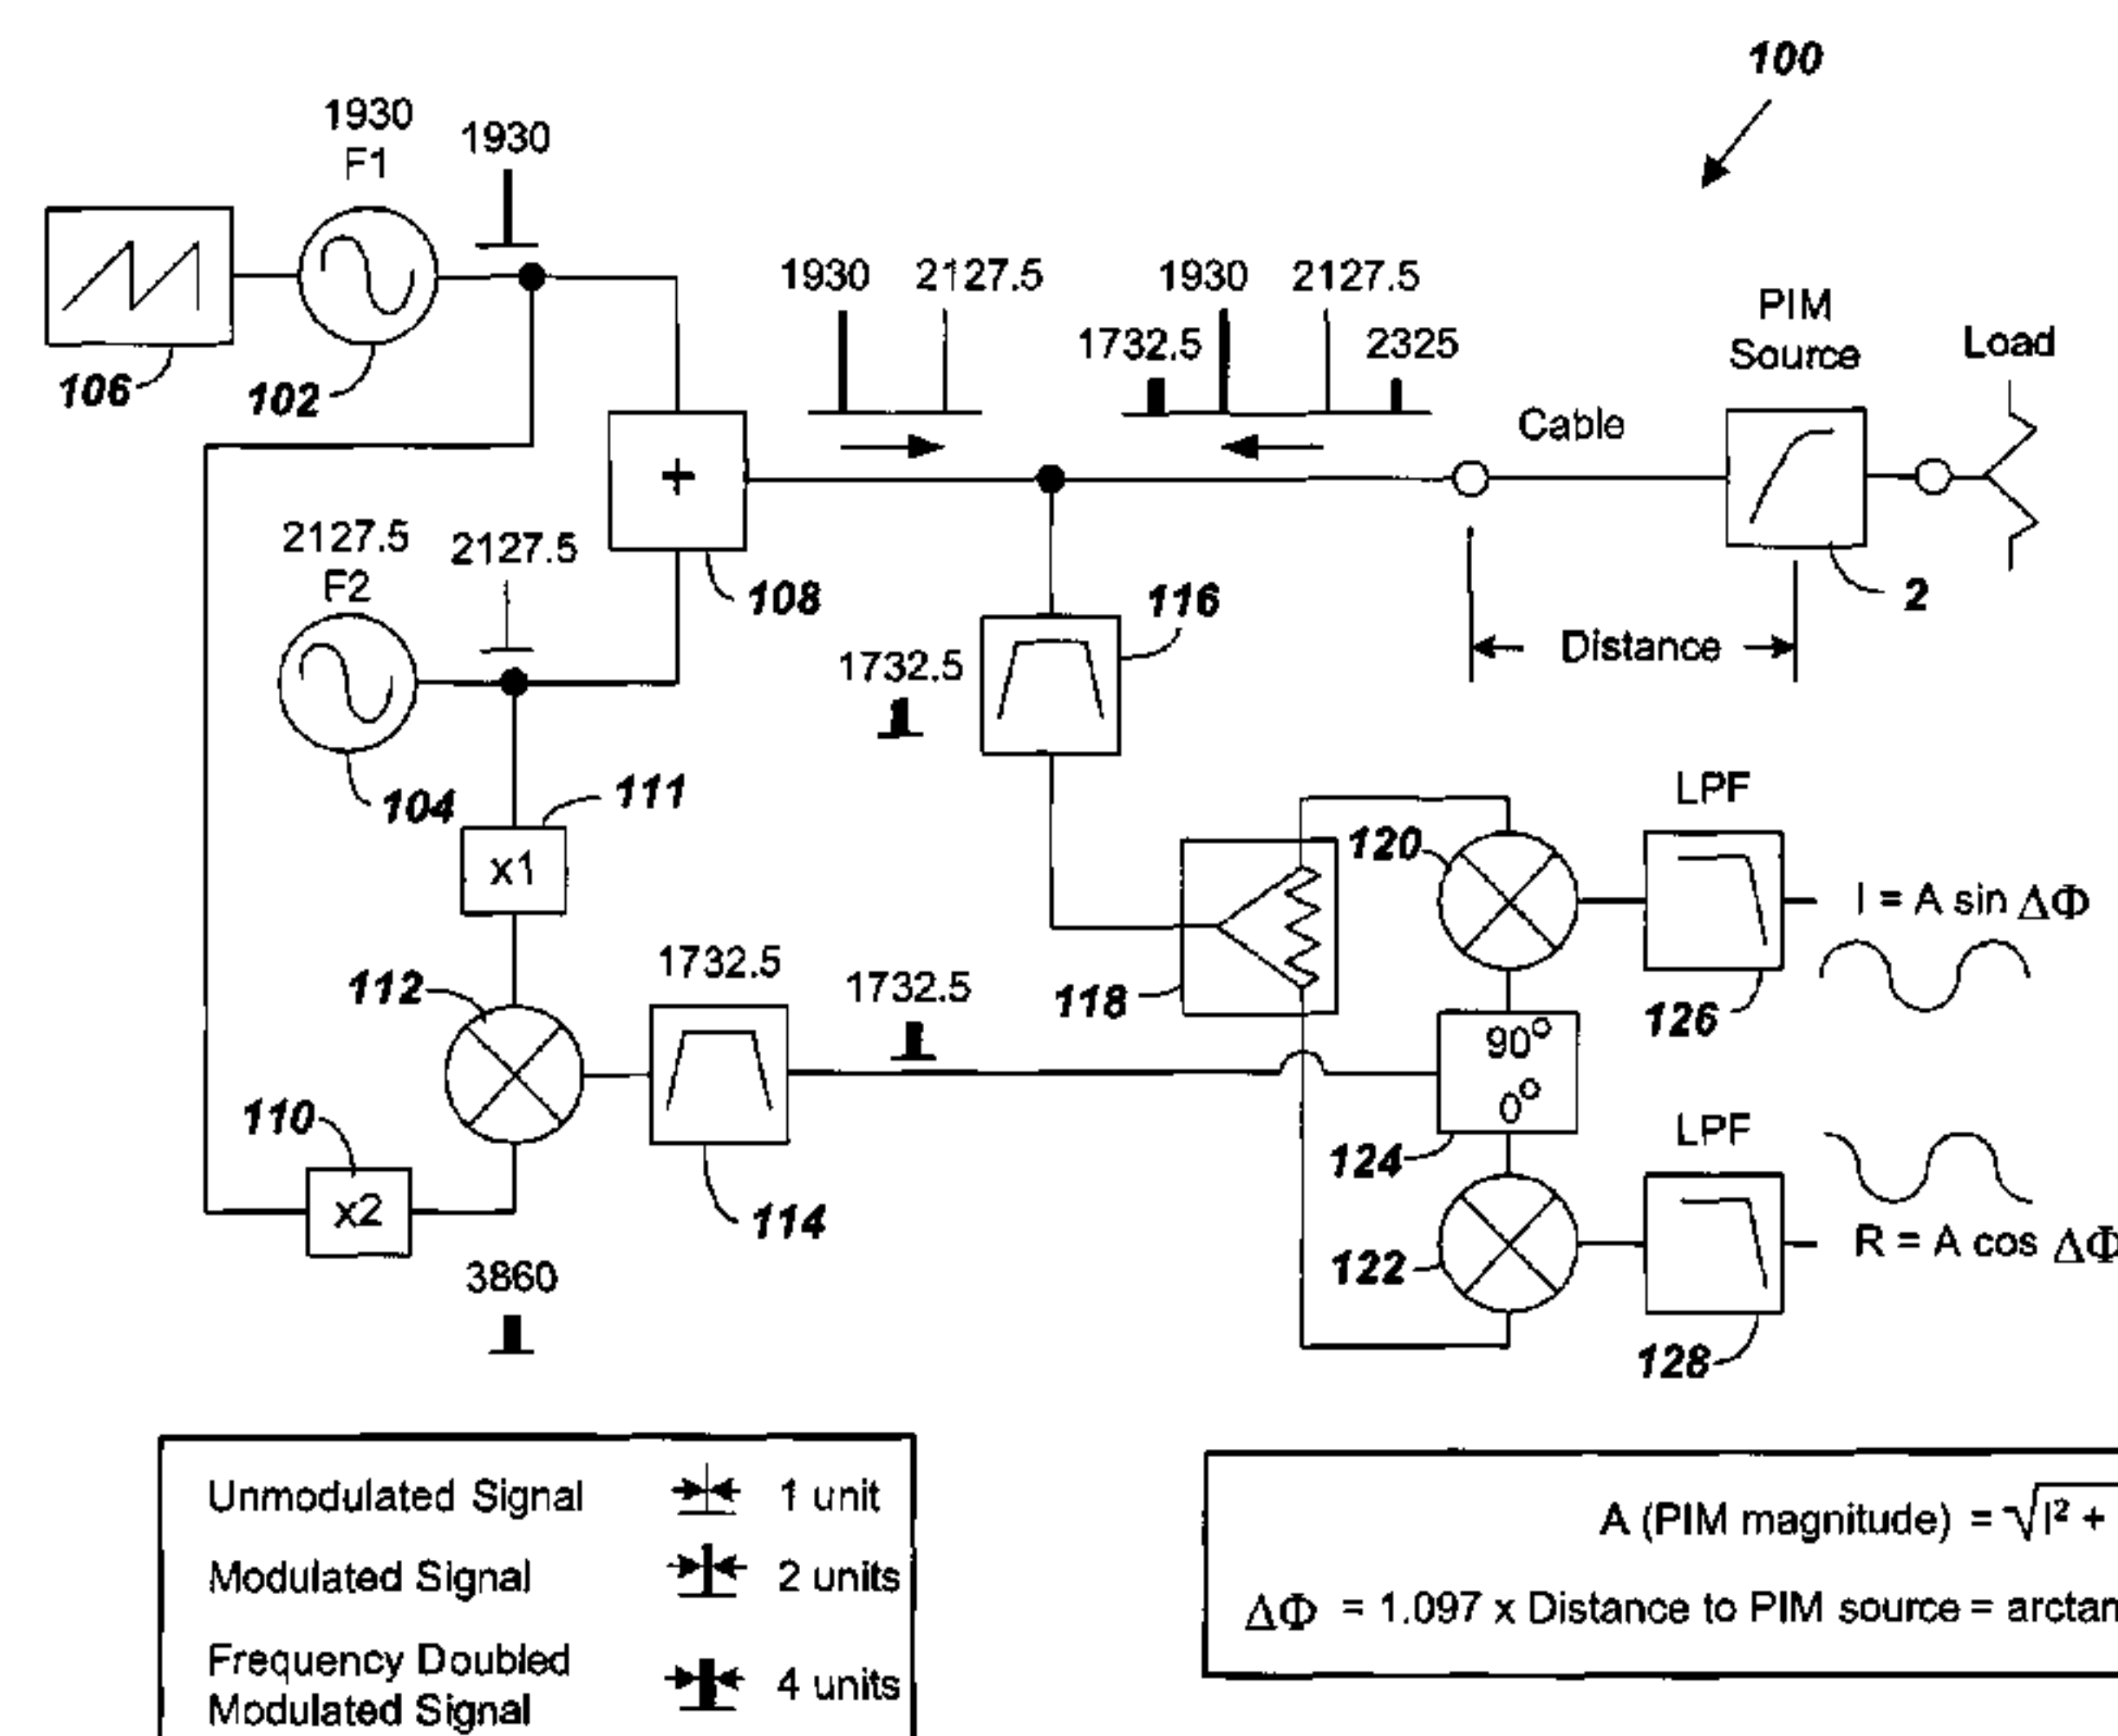 100
1930
F1
1930
106
102
1930 2127.5
1930 2127.5
1732.5 2325
PIM
Source
Load
Cable
+
108
2127.5
F2
2127.5
104
116
1732.5
2
Distance
111
x1
LPF
120
I = A sin ΔΦ
118
126
112
1732.5
1732.5
90°
0°
124
110
x2
114
3860
LPF
122
R = A cos ΔΦ
128
Unmodulated Signal 1 unit
Modulated Signal 2 units
Frequency Doubled
Modulated Signal 4 units
A (PIM magnitude) = √I² +
ΔΦ = 1.097 x Distance to PIM source = arctan